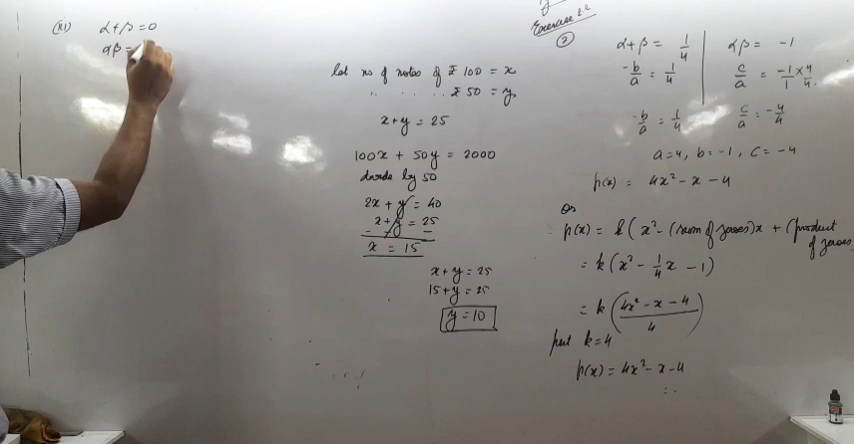 (iii) α+β = 0
αβ =
let no of notes of ₹ 100 = x
" . . . . ₹ 50 = y
x+y = 25
100x + 50y = 2000
divide by 50
2x + y = 40
x + y = 25
- - -
x = 15
x + y = 25
15 + y = 25
y = 10
Exercise 2.2
②
α+β = 1/4
-b/a = 1/4
-b/a = 1/4
αβ = -1
c/a = -1/1 × 4/4
c/a = -4/4
a=4, b=-1, c=-4
p(x) = 4x² - x - 4
Or
p(x) = k(x² - (sum of zeroes)x + (product of zeroes)
= k(x² - 1/4 x - 1)
= k((4x² - x - 4)/4)
put k=4
p(x) = 4x² - x - 4